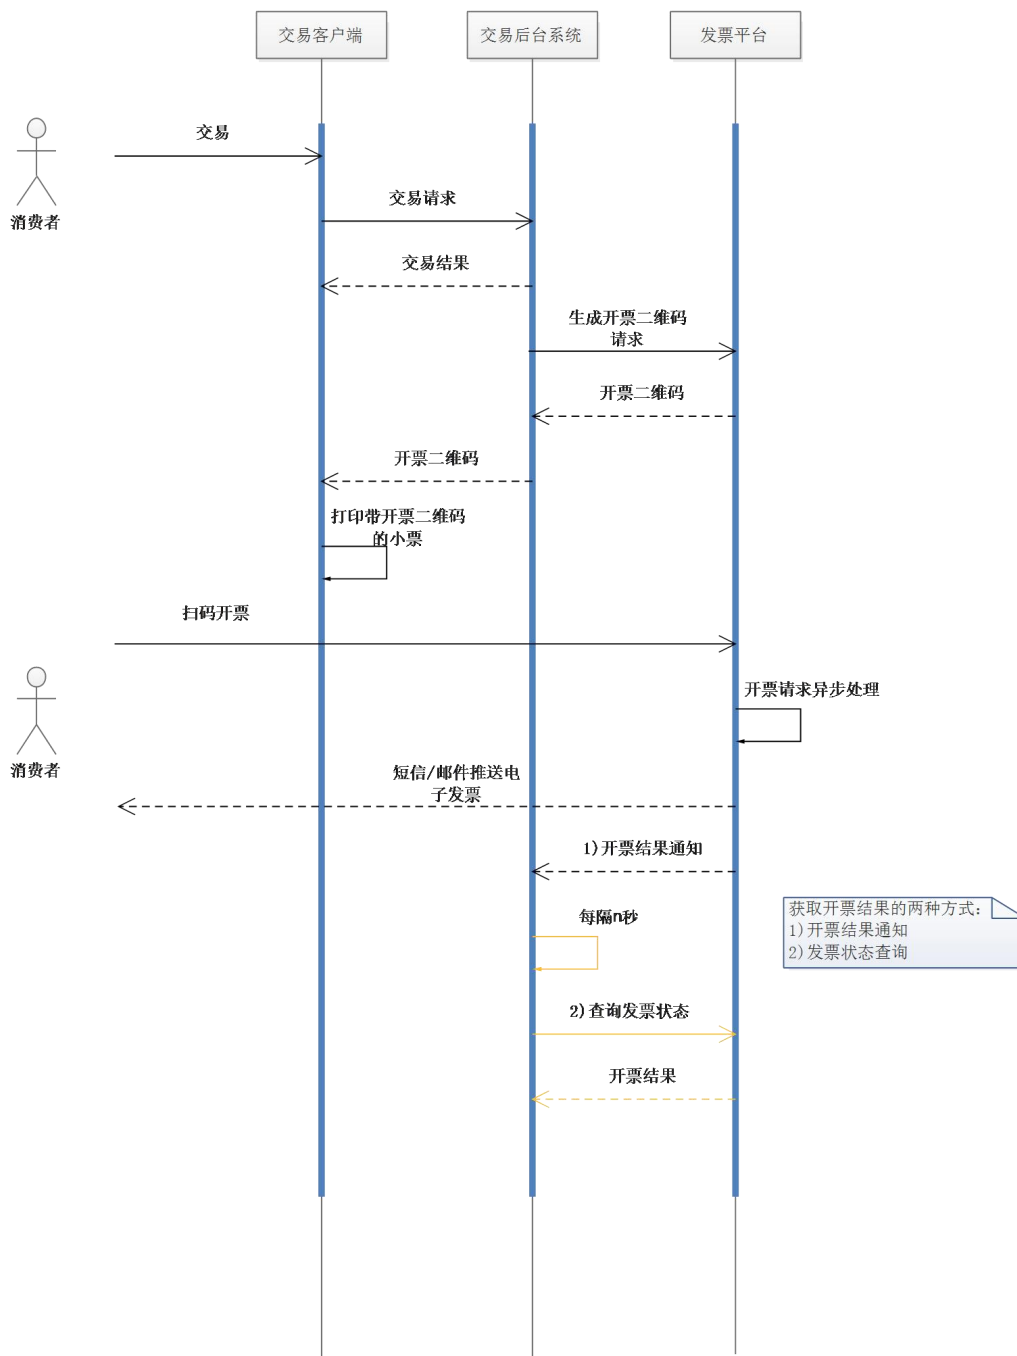 交易客户端
交易后台系统
发票平台
交易
消费者
交易请求
交易结果
生成开票二维码
请求
开票二维码
开票二维码
打印带开票二维码
的小票
扫码开票
消费者
开票请求异步处理
短信/邮件推送电
子发票
1)开票结果通知
每隔n秒
获取开票结果的两种方式:
1)开票结果通知
2)发票状态查询
2)查询发票状态
开票结果